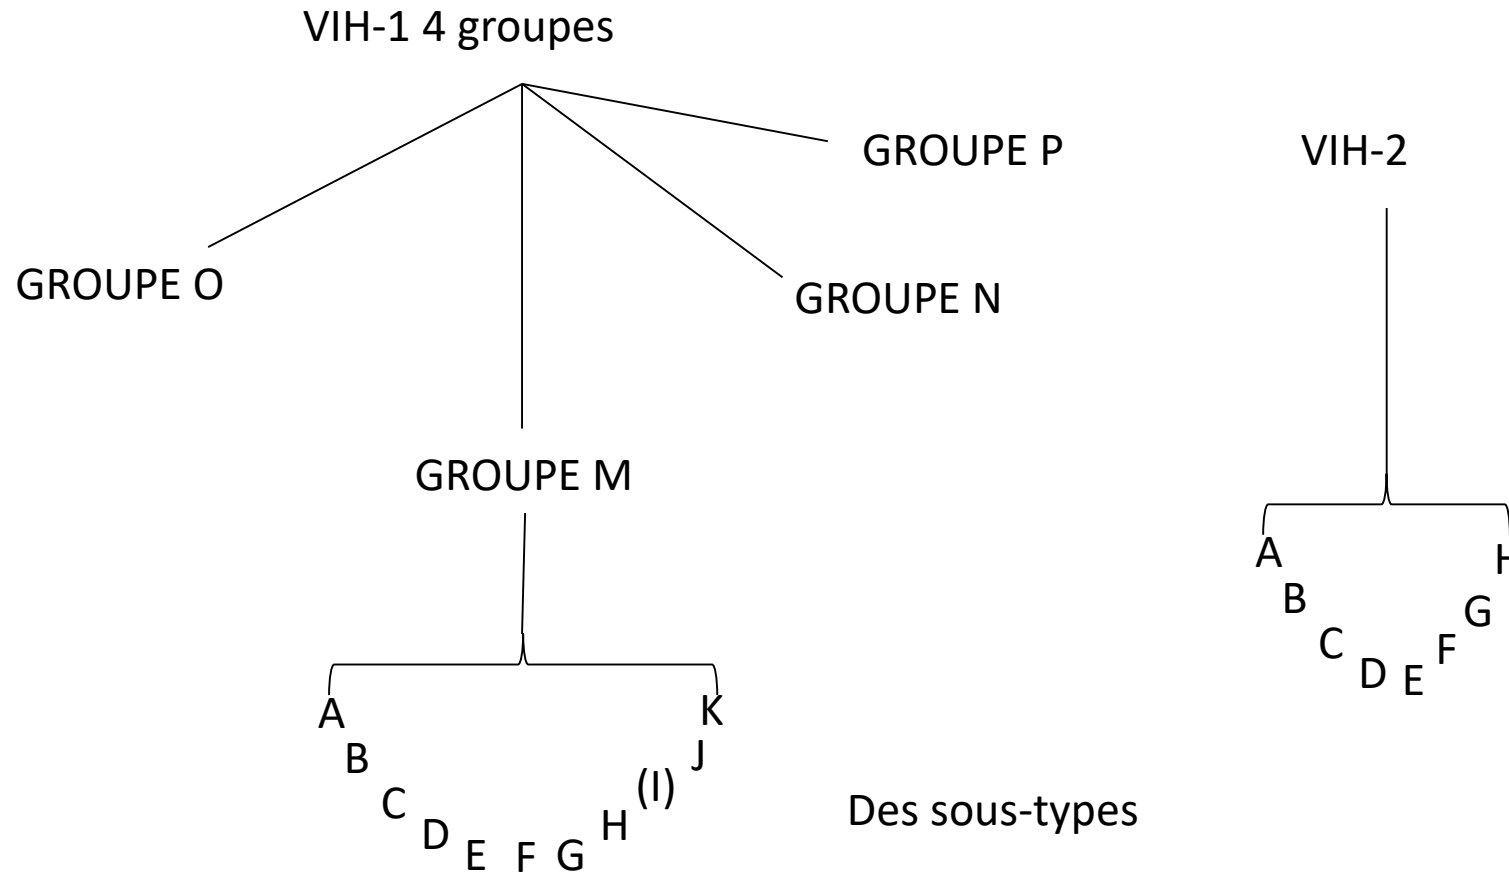 VIH-1 4 groupes
GROUPE P
VIH-2
GROUPE O
GROUPE N
GROUPE M
A
B
C
D
E
F
G
H
A
B
C
D
E
F
G
H
(I)
J
K
Des sous-types